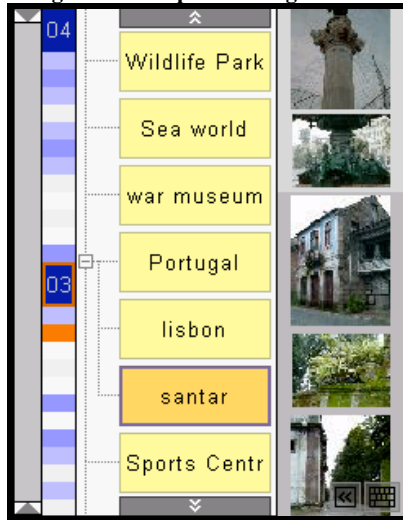 04
Wildlife Park
Sea world
war museum
Portugal
03
lisbon
santar
Sports Centr